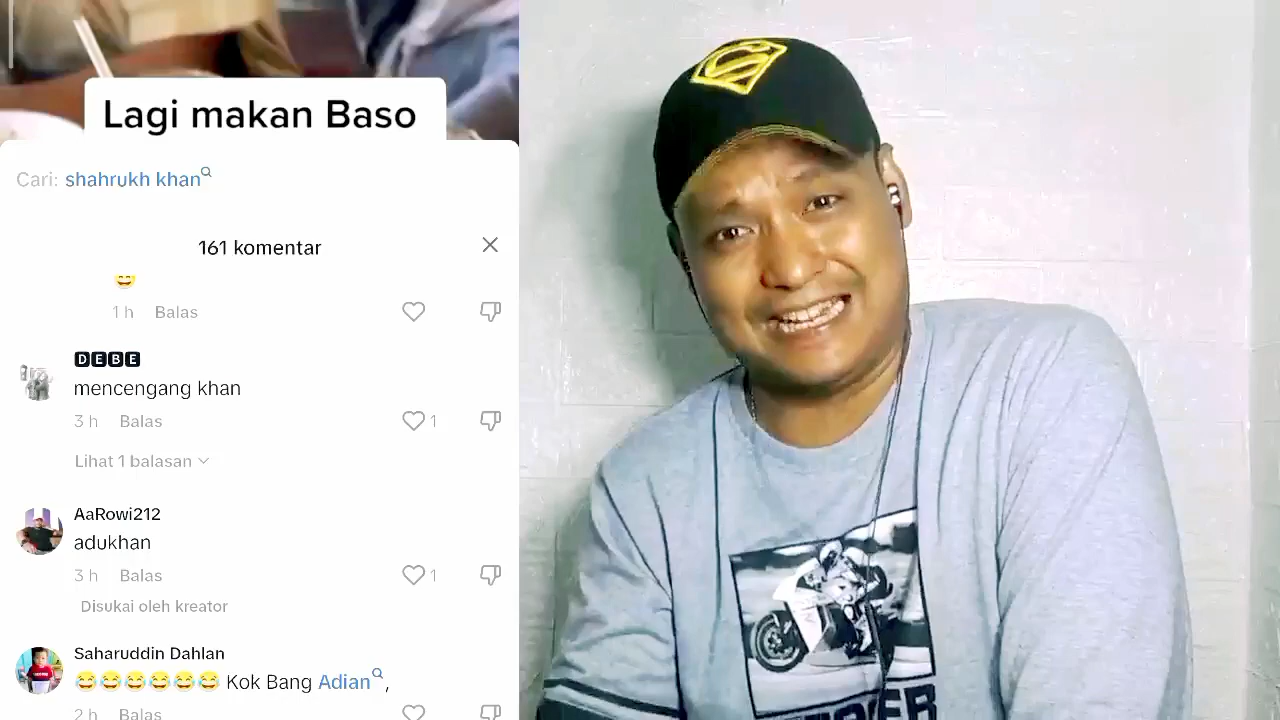 Lagi makan Baso
Cari: shahrukh khan
161 komentar
😄
1 h Balas
DEBE
mencengang khan
3 h Balas 1
Lihat 1 balasan
AaRowi212
adukhan
3 h Balas 1
Disukai oleh kreator
Saharuddin Dahlan
😂😂😂😂😂😂 Kok Bang Adian,
2 h Balas